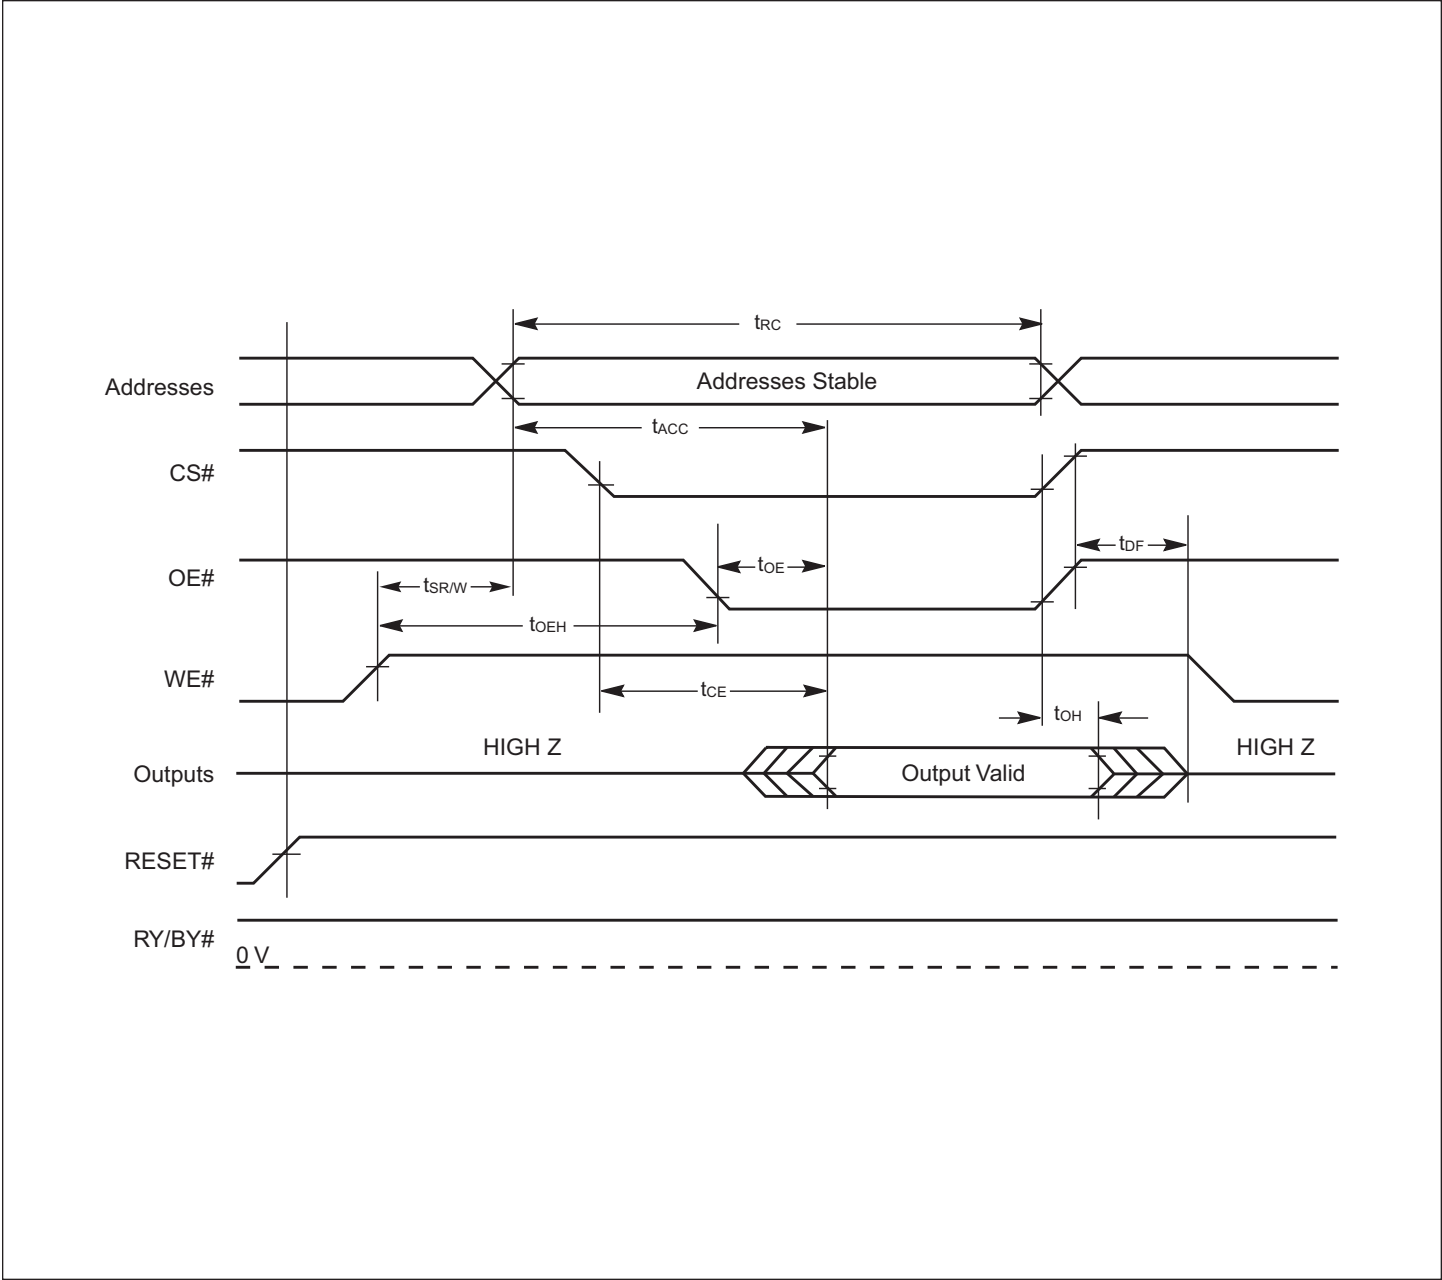 tRC
Addresses
Addresses Stable
tACC
CS#
tDF
tOE
OE#
tSR/W
tOEH
WE#
tCE
tOH
HIGH Z
HIGH Z
Outputs
Output Valid
RESET#
RY/BY#
0 V